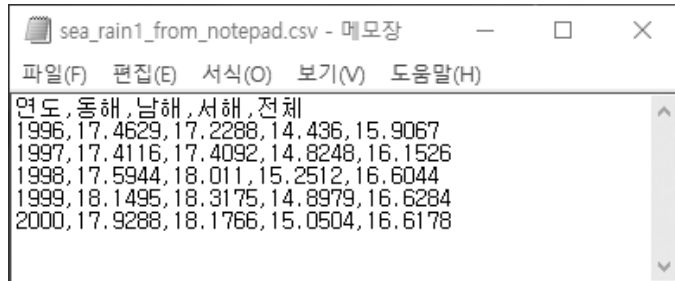 sea_rain1_from_notepad.csv - 메모장
파일(F) 편집(E) 서식(O) 보기(V) 도움말(H)
연도,동해,남해,서해,전체
1996,17.4629,17.2288,14.436,15.9067
1997,17.4116,17.4092,14.8248,16.1526
1998,17.5944,18.011,15.2512,16.6044
1999,18.1495,18.3175,14.8979,16.6284
2000,17.9288,18.1766,15.0504,16.6178